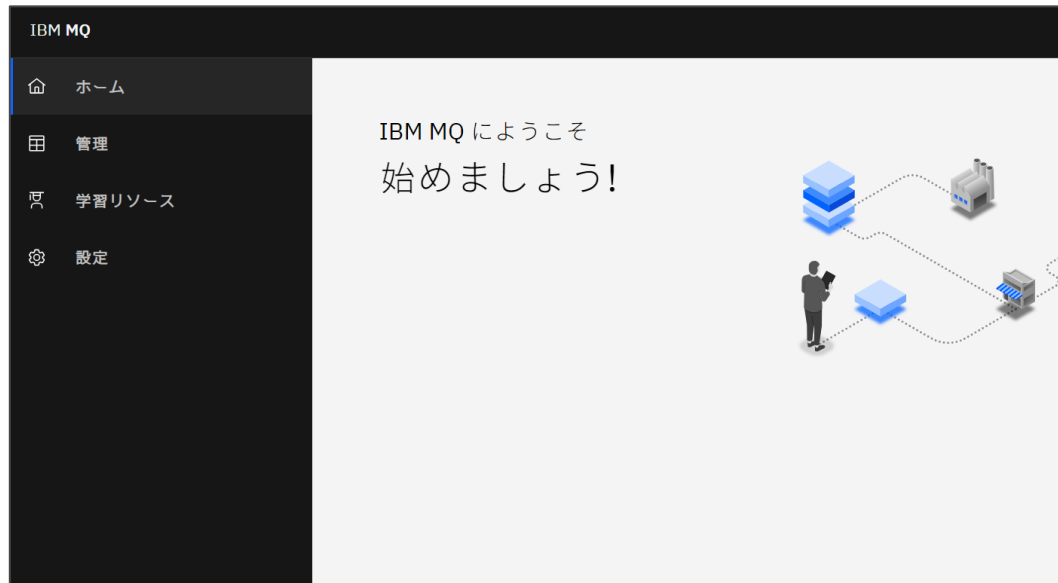 IBM MQ
ホーム
管理
学習リソース
設定
IBM MQ にようこそ
始めましょう!